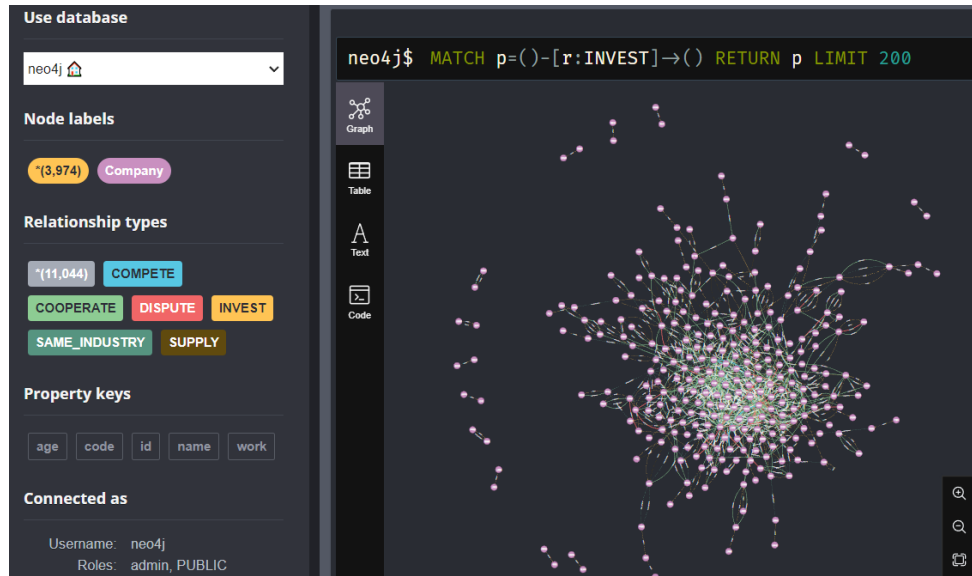 Use database
neo4j
Node labels
*(3,974) Company
Relationship types
*(11,044) COMPETE
COOPERATE DISPUTE INVEST
SAME_INDUSTRY SUPPLY
Property keys
age code id name work
Connected as
Username: neo4j
Roles: admin, PUBLIC
neo4j$ MATCH p=()-[r:INVEST]->() RETURN p LIMIT 200
Graph
Table
A
Text
Code